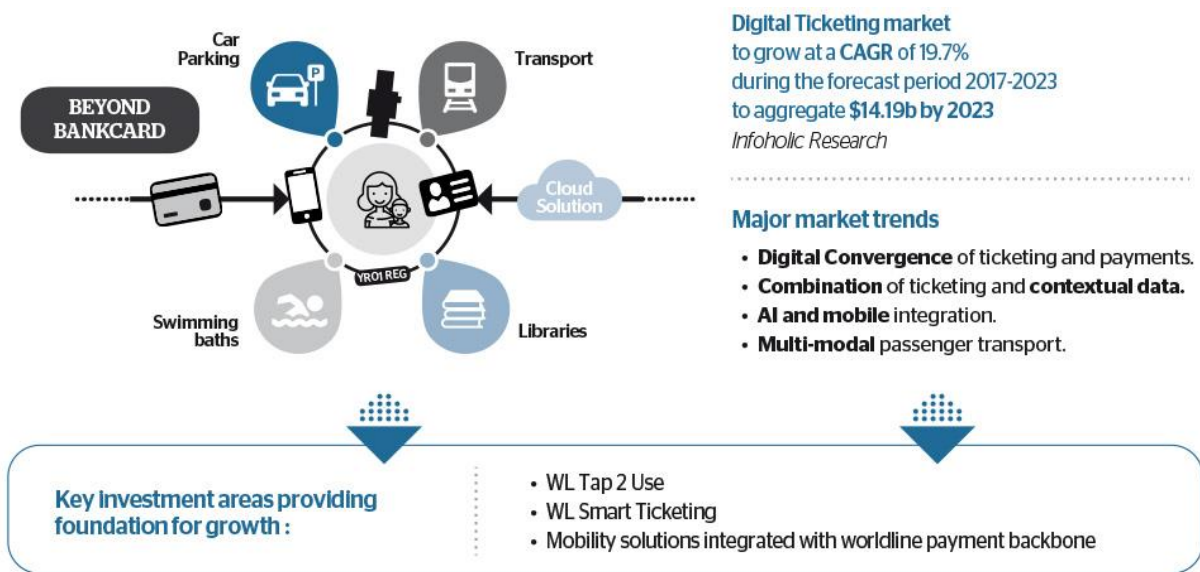 Car
Parking
Transport
BEYOND
BANKCARD
P
Cloud
Solution
YR01 REG
Swimming
baths
Libraries
Digital Ticketing market
to grow at a CAGR of 19.7%
during the forecast period 2017-2023
to aggregate $14.19b by 2023
Infoholic Research
Major market trends
• Digital Convergence of ticketing and payments.
• Combination of ticketing and contextual data.
• AI and mobile integration.
• Multi-modal passenger transport.
Key investment areas providing
foundation for growth :
• WL Tap 2 Use
• WL Smart Ticketing
• Mobility solutions integrated with worldline payment backbone